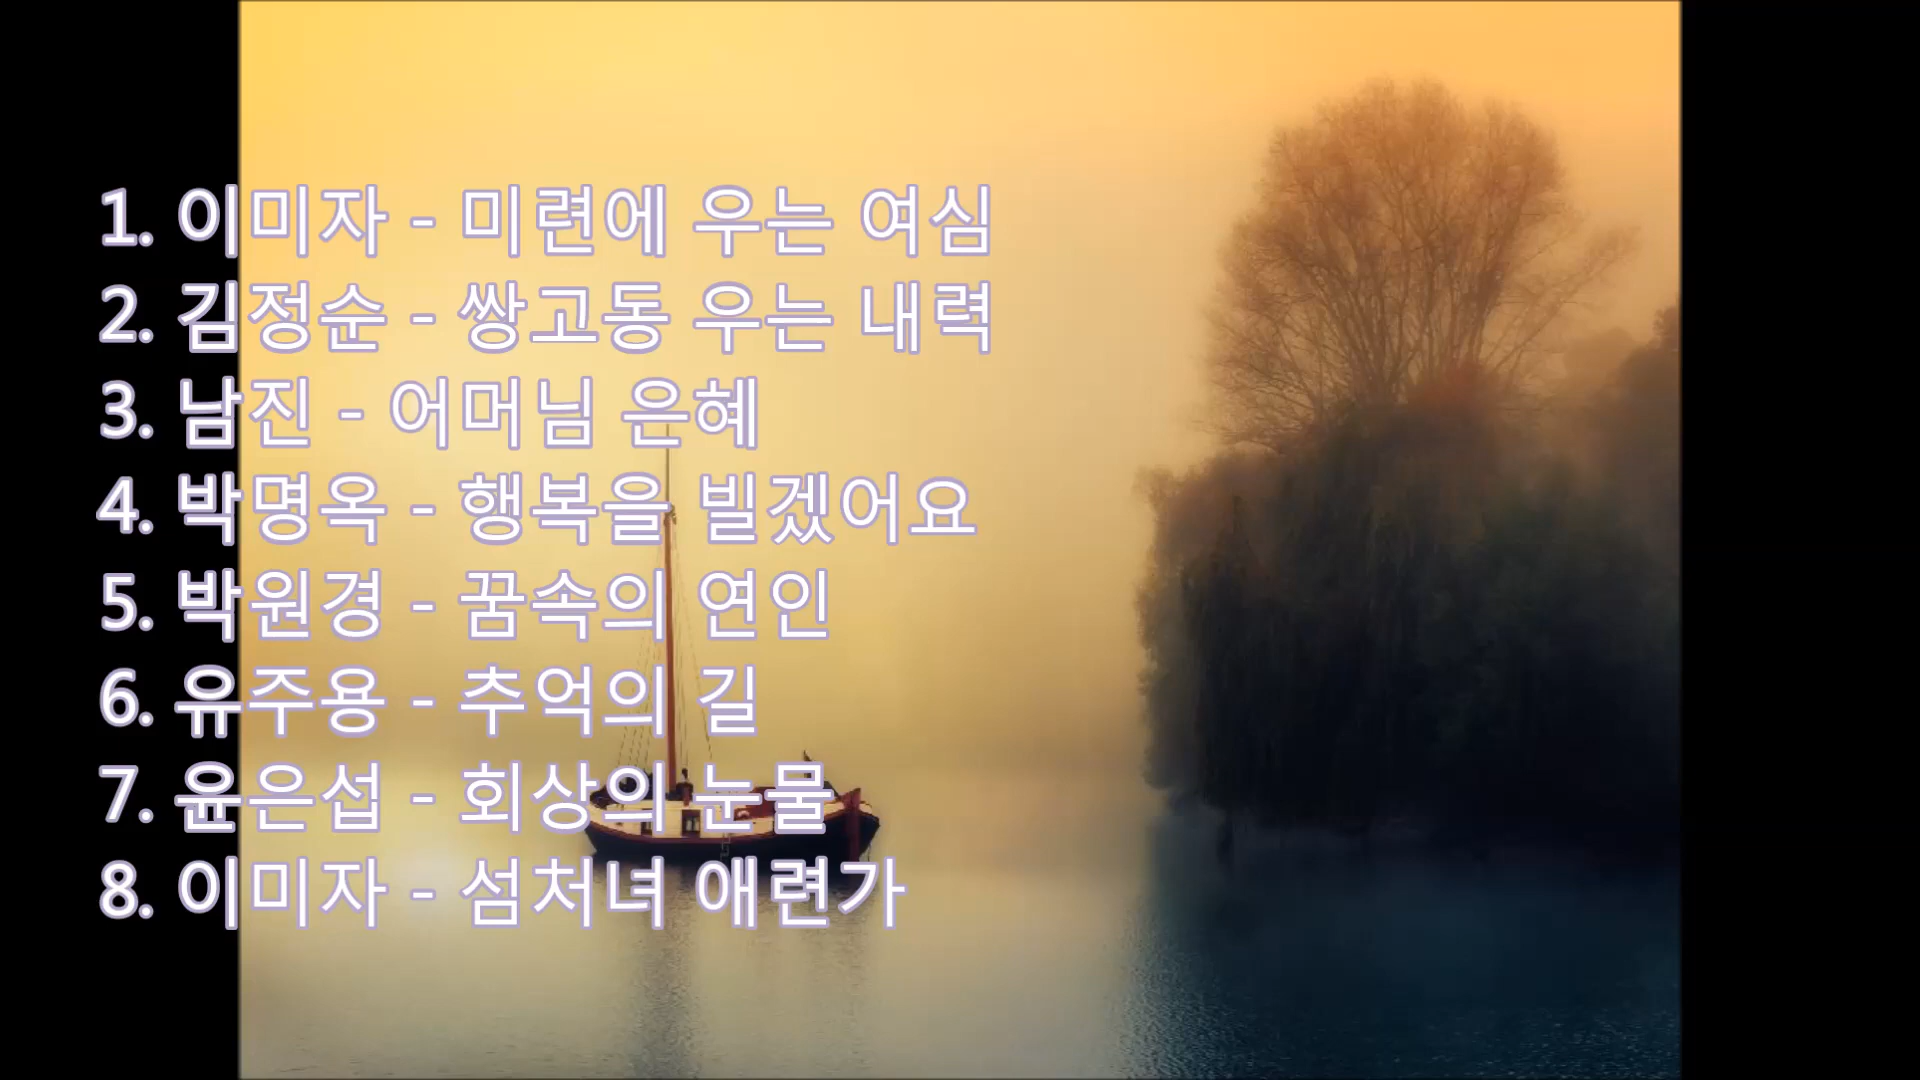 1. 이미자 - 미련에 우는 여심
2. 김정순 - 쌍고동 우는 내력
3. 남진 - 어머님 은혜
4. 박명옥 - 행복을 빌겠어요
5. 박원경 - 꿈속의 연인
6. 유주용 - 추억의 길
7. 윤은섭 - 회상의 눈물
8. 이미자 - 섬처녀 애련가